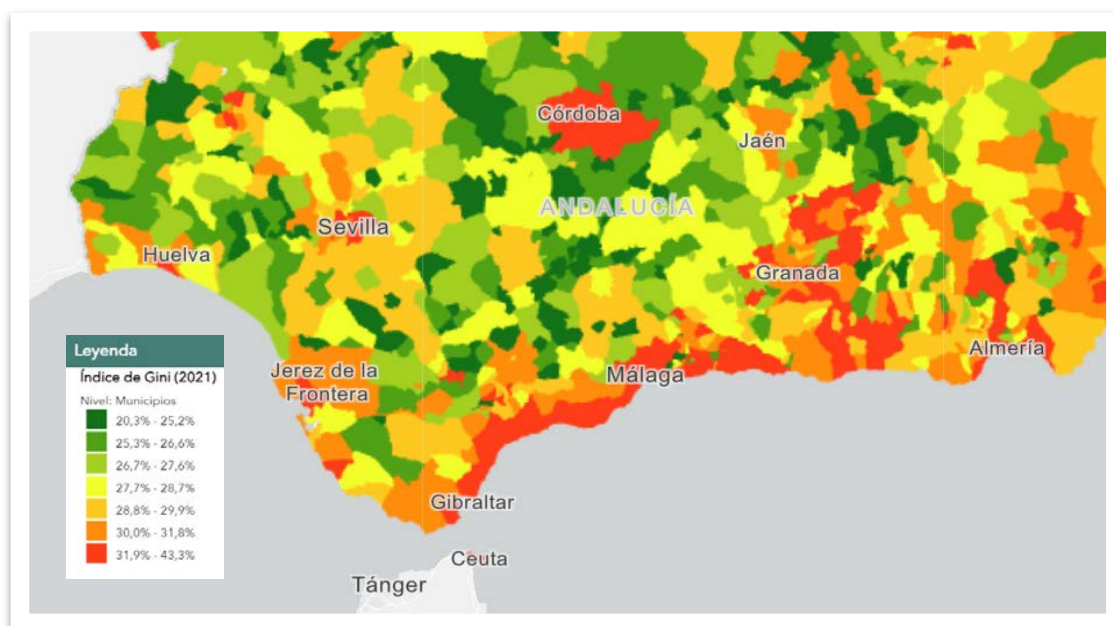 Córdoba
Jaén
ANDALUCÍA
Sevilla
Huelva
Granada
Leyenda
Índice de Gini (2021)
Nivel: Municipios
20,3% - 25,2%
25,3% - 26,6%
26,7% - 27,6%
27,7% - 28,7%
28,8% - 29,9%
30,0% - 31,8%
31,9% - 43,3%
Jerez de la
Frontera
Málaga
Almería
Gibraltar
Ceuta
Tánger